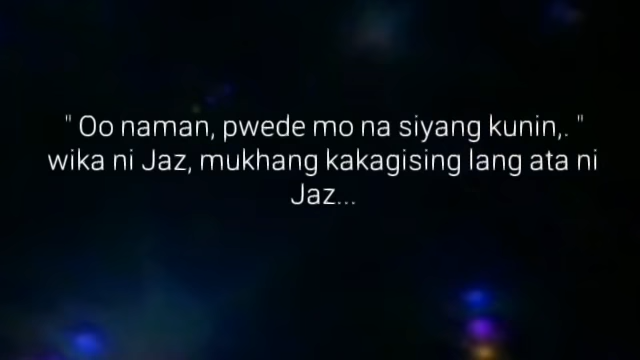 " Oo naman, pwede mo na siyang kunin,. "
wika ni Jaz, mukhang kakagising lang ata ni
Jaz...